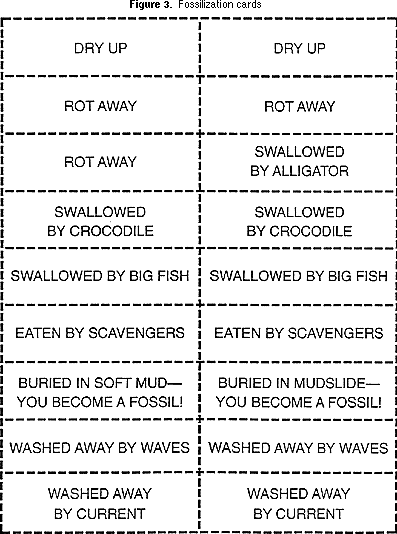 Figure 3. Fossilization cards
DRY UP
DRY UP
ROT AWAY
ROT AWAY
ROT AWAY
SWALLOWED
BY ALLIGATOR
SWALLOWED
BY CROCODILE
SWALLOWED
BY CROCODILE
SWALLOWED BY BIG FISH
SWALLOWED BY BIG FISH
EATEN BY SCAVENGERS
EATEN BY SCAVENGERS
BURIED IN SOFT MUD—
YOU BECOME A FOSSIL!
BURIED IN MUDSLIDE—
YOU BECOME A FOSSIL!
WASHED AWAY BY WAVES
WASHED AWAY BY WAVES
WASHED AWAY
BY CURRENT
WASHED AWAY
BY CURRENT